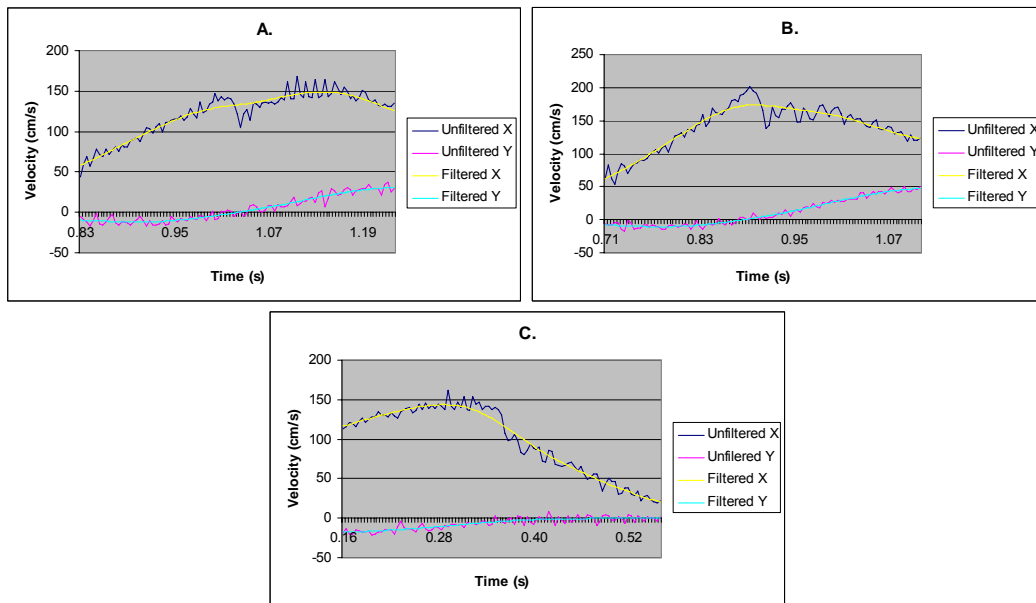 A.
200
150
100
50
0
-50
Velocity (cm/s)
0.83 0.95 1.07 1.19
Time (s)
Unfiltered X
Unfiltered Y
Filtered X
Filtered Y
B.
250
200
150
100
50
0
-50
Velocity (cm/s)
0.71 0.83 0.95 1.07
Time (s)
Unfiltered X
Unfiltered Y
Filtered X
Filtered Y
C.
200
150
100
50
0
-50
Velocity (cm/s)
0.16 0.28 0.40 0.52
Time (s)
Unfiltered X
Unfilered Y
Filtered X
Filtered Y